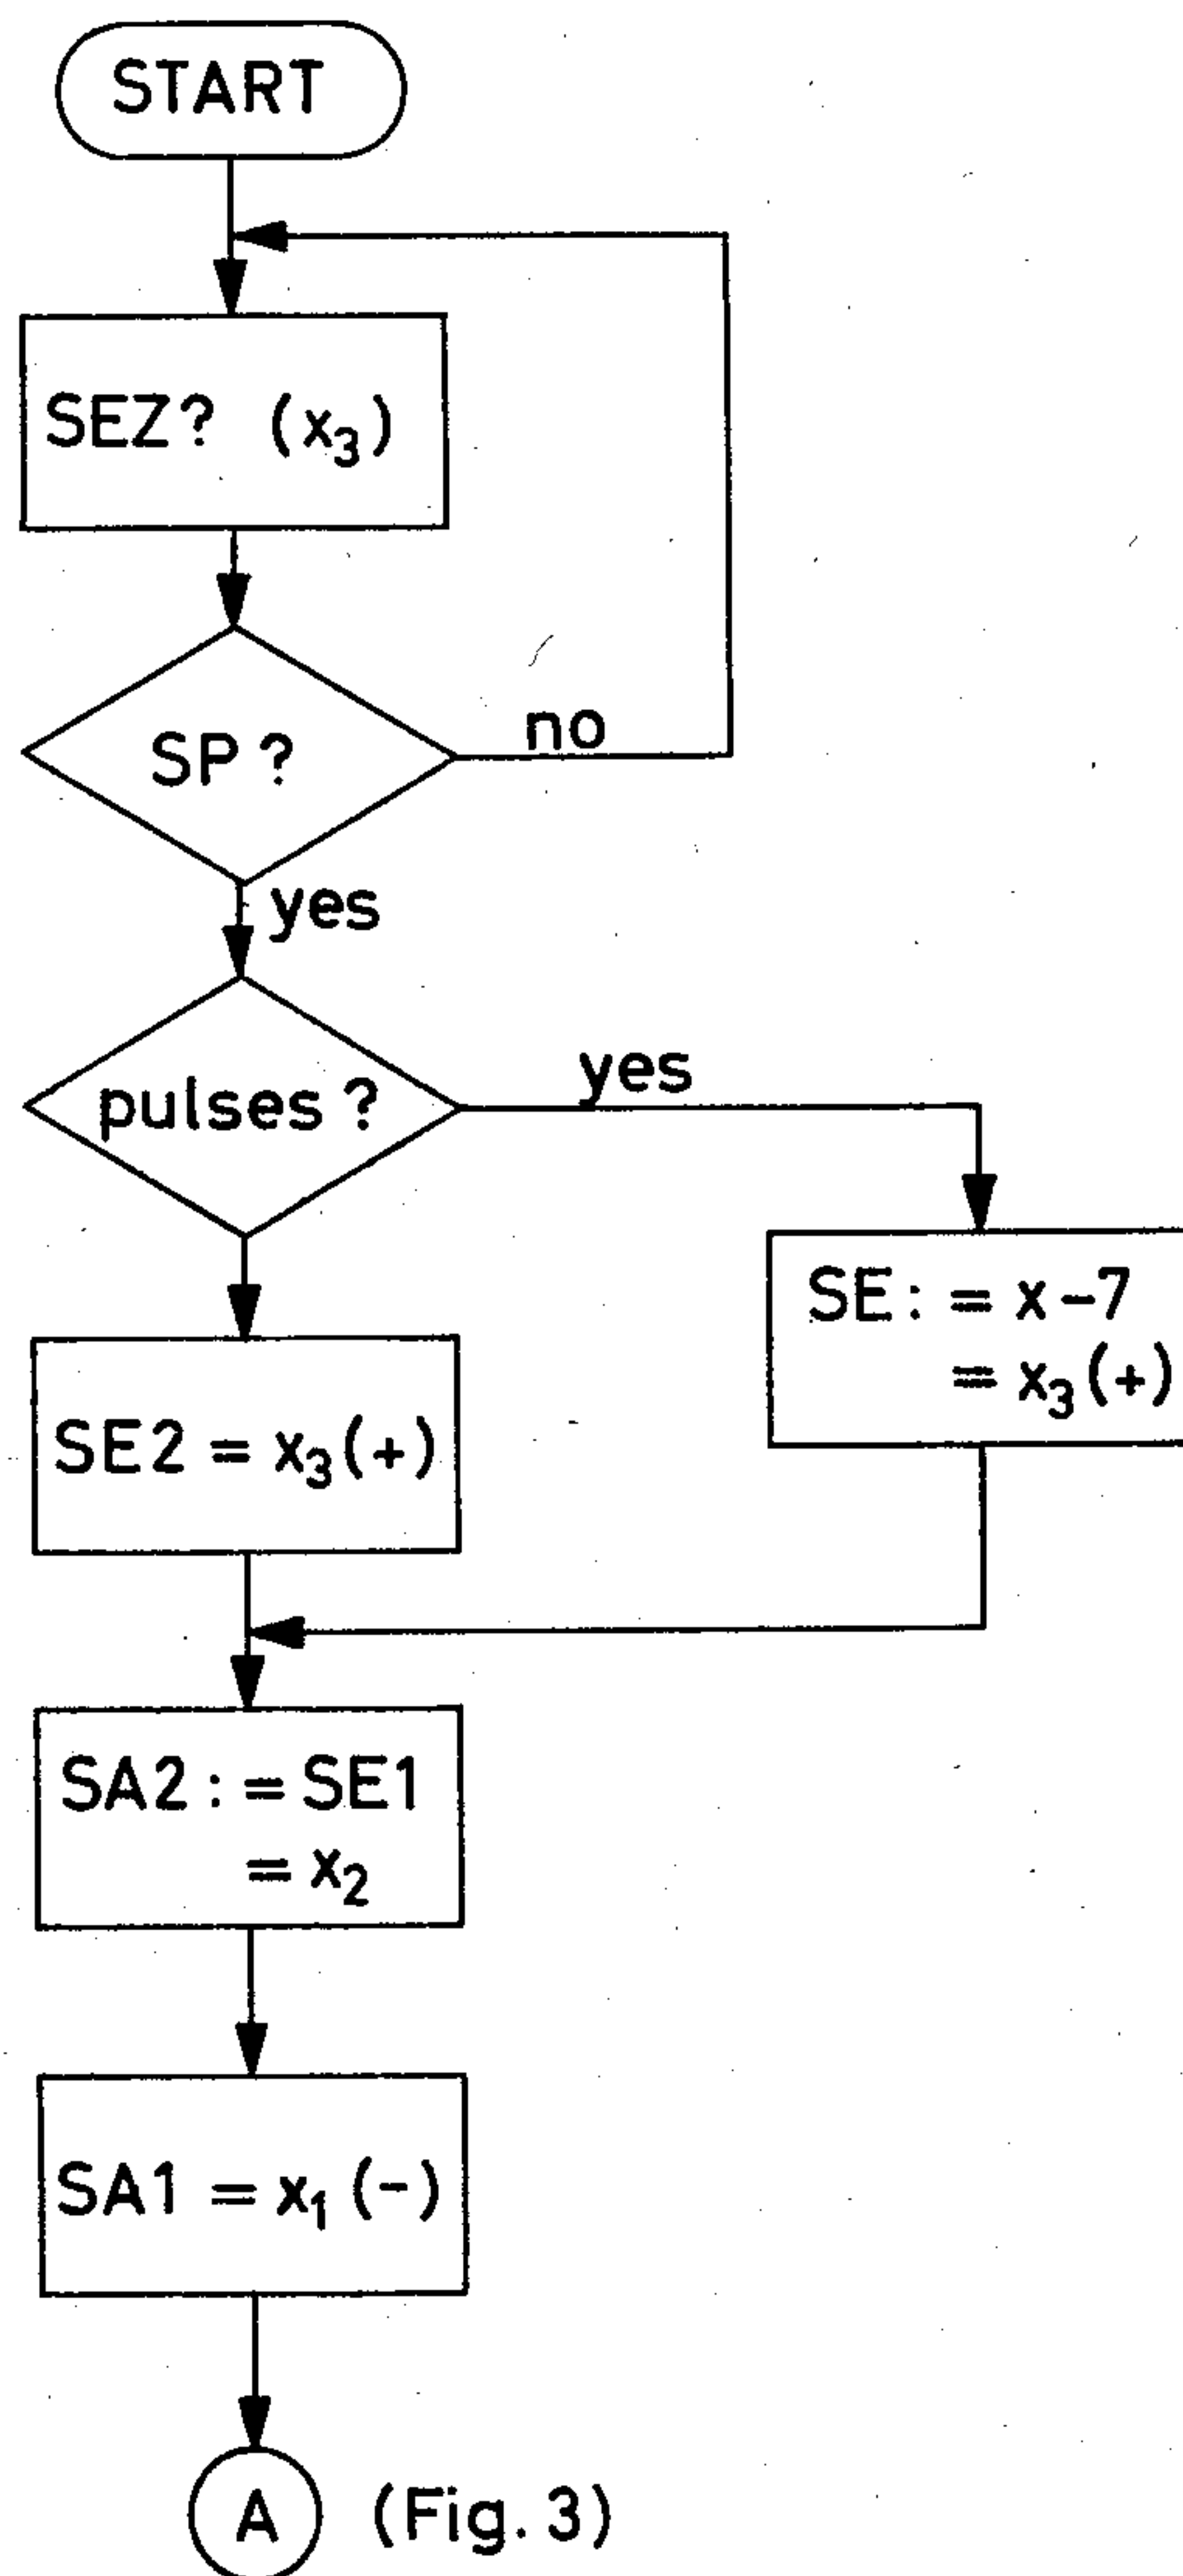 START
SEZ? (x₃)
SP?
no
yes
pulses?
yes
SE: = x-7
= x₃(+)
SE2 = x₃(+)
SA2: = SE1
= x₂
SA1 = x₁(-)
A (Fig. 3)